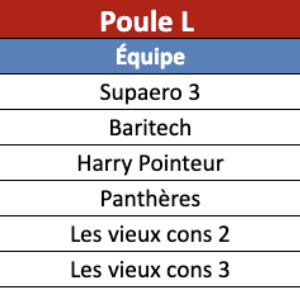 Poule L
Équipe
Supaero 3
Baritech
Harry Pointeur
Panthères
Les vieux cons 2
Les vieux cons 3